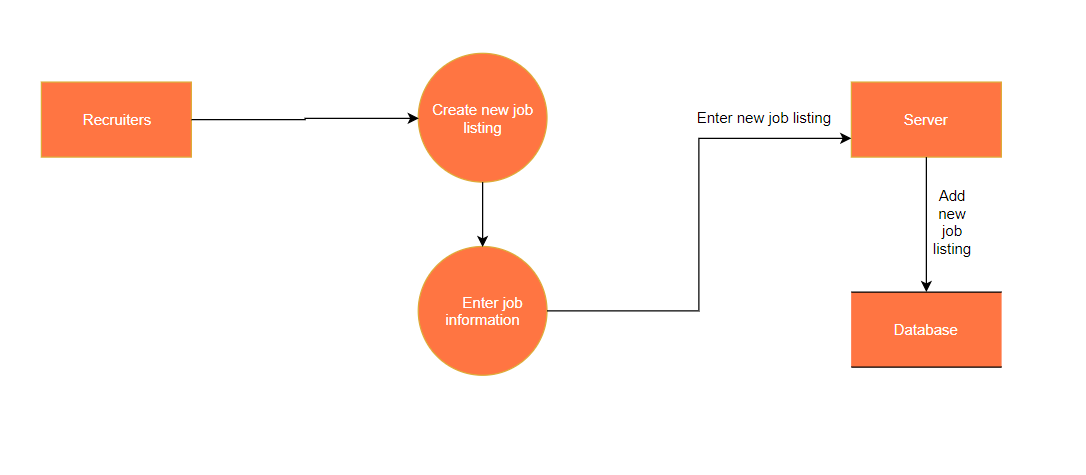 Recruiters
Create new job
listing
Enter new job listing
Server
Add
new
job
listing
Enter job
information
Database